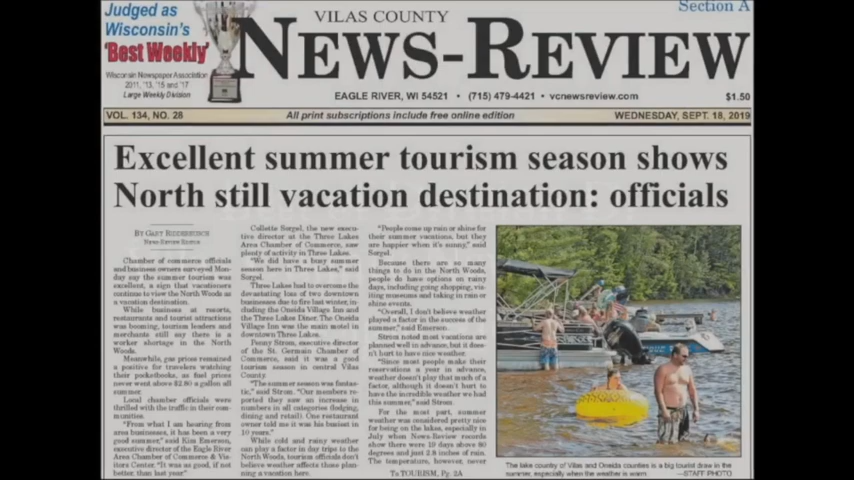 Judged as
Wisconsin's
'Best Weekly'
Wisconsin Newspaper Association
2011, '13, '15 and '17
Large Weekly Division
VILAS COUNTY
NEWS-REVIEW
Section A
EAGLE RIVER, WI 54521 • (715) 479-4421 • vcnewsreview.com
$1.50
VOL. 134, NO. 28
All print subscriptions include free online edition
WEDNESDAY, SEPT. 18, 2019
Excellent summer tourism season shows
North still vacation destination: officials
BY GARY RIDDERBUSCH
NEWS-REVIEW EDITOR
Chamber of commerce officials
and business owners surveyed Mon-
day say the summer tourism was
excellent, a sign that vacationers
continue to view the North Woods as
a vacation destination.
While business at resorts,
restaurants and tourist attractions
was booming, tourism leaders and
merchants still say there is a
worker shortage in the North
Woods.
Meanwhile, gas prices remained
a positive for travelers watching
their pocketbooks, as fuel prices
never went above $2.80 a gallon all
summer.
Local chamber officials were
thrilled with the traffic in their com-
munities.
"From what I am hearing from
area businesses, it has been a very
good summer," said Kim Emerson,
executive director of the Eagle River
Area Chamber of Commerce & Vis-
itors Center. "It was as good, if not
better, than last year."
Collette Sorgel, the new execu-
tive director at the Three Lakes
Area Chamber of Commerce, saw
plenty of activity in Three Lakes.
"We did have a busy summer
season here in Three Lakes," said
Sorgel.
Three Lakes had to overcome the
devastating loss of two downtown
businesses due to fire last winter, in-
cluding the Oneida Village Inn and
the Three Lakes Diner. The Oneida
Village Inn was the main motel in
downtown Three Lakes.
Penny Strom, executive director
of the St. Germain Chamber of
Commerce, said it was a good
tourism season in central Vilas
County.
"The summer season was fantas-
tic," said Strom. "Our members re-
ported they saw an increase in
numbers in all categories (lodging,
dining and retail). One restaurant
owner told me it was his busiest in
10 years."
While cold and rainy weather
can play a factor in day trips to the
North Woods, tourism officials don't
believe weather affects those plan-
ning a vacation here.
"People come up rain or shine for
their summer vacations, but they
are happier when it's sunny," said
Sorgel.
Because there are so many
things to do in the North Woods,
people do have options on rainy
days, including going shopping, vis-
iting museums and taking in rain or
shine events.
"Overall, I don't believe weather
played a factor in the success of the
summer," said Emerson.
Strom noted most vacations are
planned well in advance, but it does-
n't hurt to have nice weather.
"Since most people make their
reservations a year in advance,
weather doesn't play that much of a
factor, although it doesn't hurt to
have the incredible weather we had
this summer," said Strom.
For the most part, summer
weather was considered pretty nice
for being on the lakes, especially in
July when News-Review records
show there were 19 days above 80
degrees and just 2.8 inches of rain.
The temperature, however, never
To TOURISM, Pg. 2A
The lake country of Vilas and Oneida counties is a big tourist draw in the
summer, especially when the weather is warm. —STAFF PHOTO